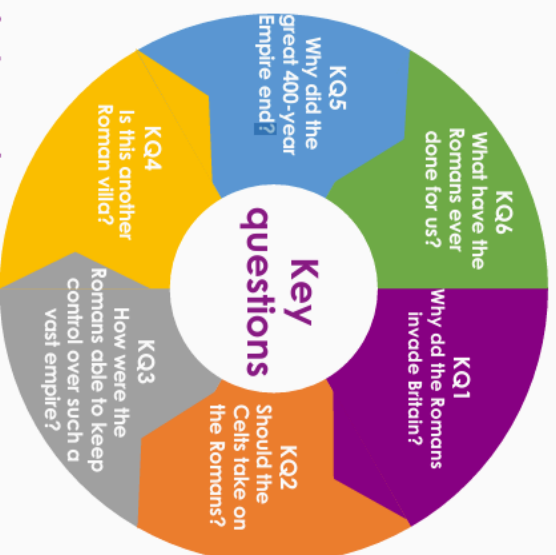 Key
questions
KQ1
Why dd the Romans
invade Britain?
KQ2
Should the
Celts take on
the Romans?
KQ3
How were the
Romans able to keep
control over such a
vast empire?
KQ4
Is this another
Roman villa?
KQ5
Why did the
great 400-year
Empire end?
KQ6
What have the
Romans ever
done for us?